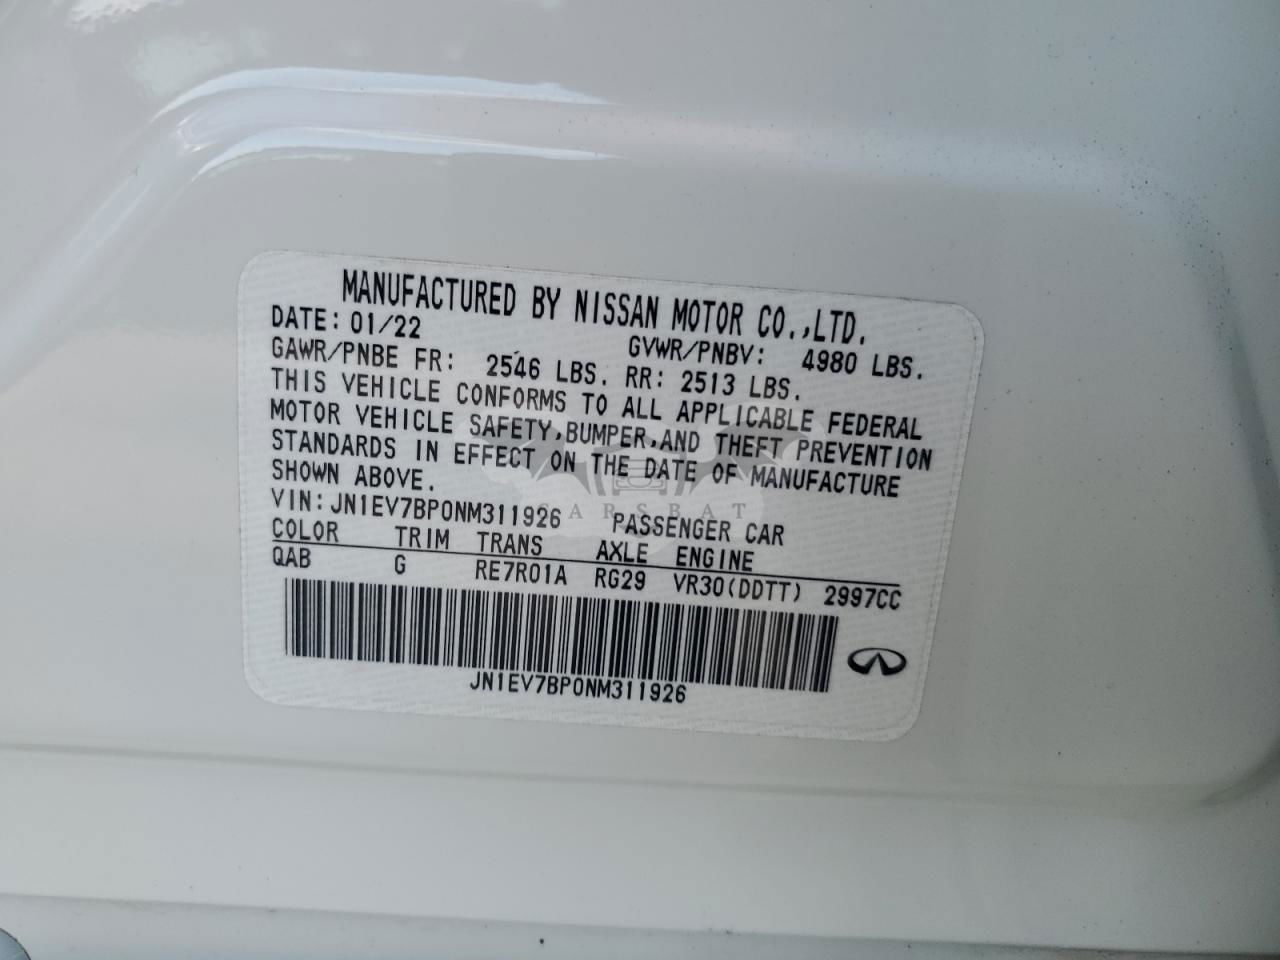 MANUFACTURED BY NISSAN MOTOR CO.,LTD.
DATE: 01/22 GVWR/PNBV: 4980 LBS.
GAWR/PNBE FR: 2546 LBS. RR: 2513 LBS.
THIS VEHICLE CONFORMS TO ALL APPLICABLE FEDERAL
MOTOR VEHICLE SAFETY,BUMPER,AND THEFT PREVENTION
STANDARDS IN EFFECT ON THE DATE OF MANUFACTURE
SHOWN ABOVE.
VIN: JN1EV7BP0NM311926 PASSENGER CAR
COLOR TRIM TRANS AXLE ENGINE
QAB G RE7R01A RG29 VR30(DDTT) 2997CC
JN1EV7BP0NM311926
CARSBAT